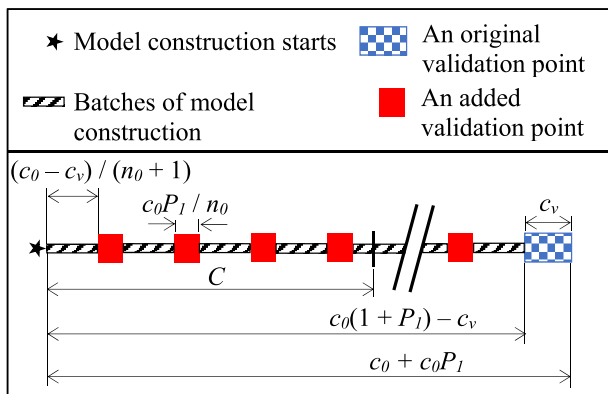 Model construction starts
An original
validation point
Batches of model
construction
An added
validation point
(c₀ – cᵥ) / (n₀ + 1)
c₀P₁ / n₀
cᵥ
C
c₀(1 + P₁) – cᵥ
c₀ + c₀P₁